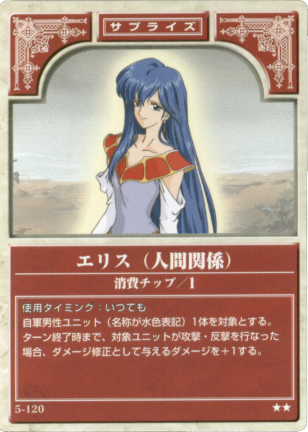 サプライズ
エリス（人間関係）
消費チップ／1
使用タイミング：いつでも
自軍男性ユニット（名称が水色表記）1体を対象とする。
ターン終了時まで、対象ユニットが攻撃・反撃を行なった
場合、ダメージ修正として与えるダメージを＋1する。
5-120
★★